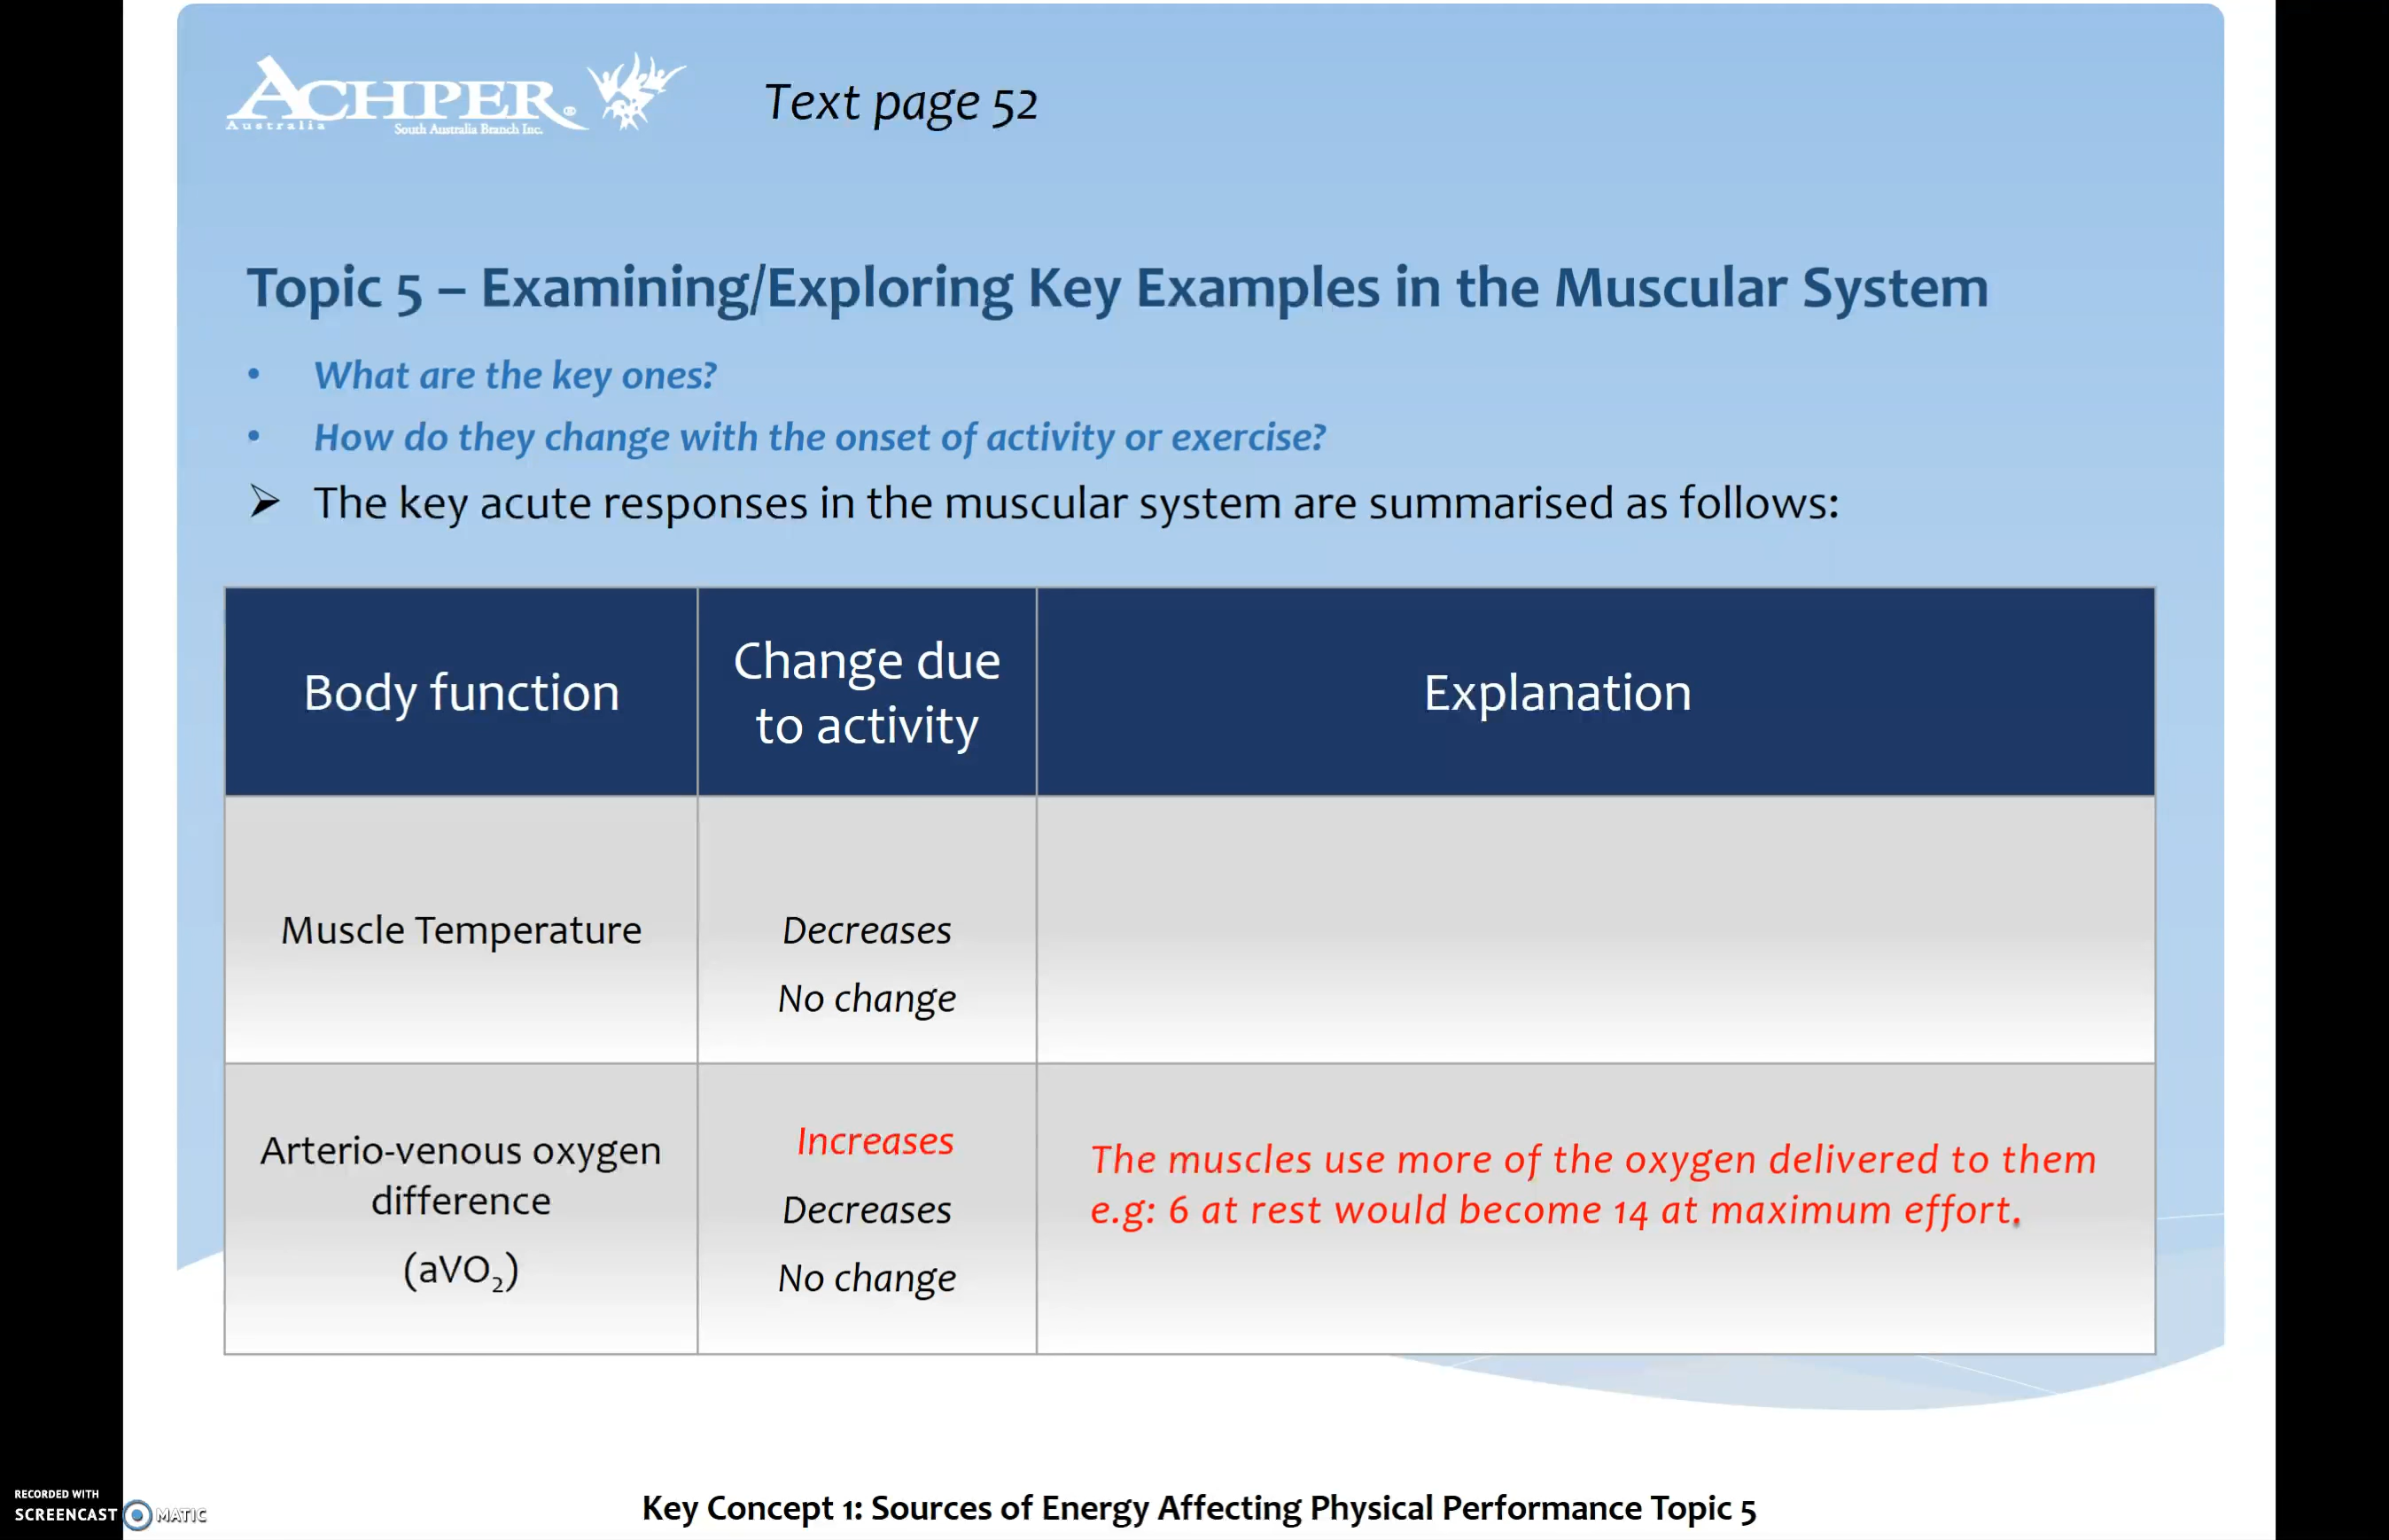 ACHPER®
Australia
South Australia Branch Inc.
Text page 52
Topic 5 – Examining/Exploring Key Examples in the Muscular System
• What are the key ones?
• How do they change with the onset of activity or exercise?
➢ The key acute responses in the muscular system are summarised as follows:
Body function
Change due
to activity
Explanation
Muscle Temperature
Decreases
No change
Arterio-venous oxygen
difference
(aVO₂)
Increases
Decreases
No change
The muscles use more of the oxygen delivered to them
e.g: 6 at rest would become 14 at maximum effort.
Key Concept 1: Sources of Energy Affecting Physical Performance Topic 5
RECORDED WITH
SCREENCAST MATIC